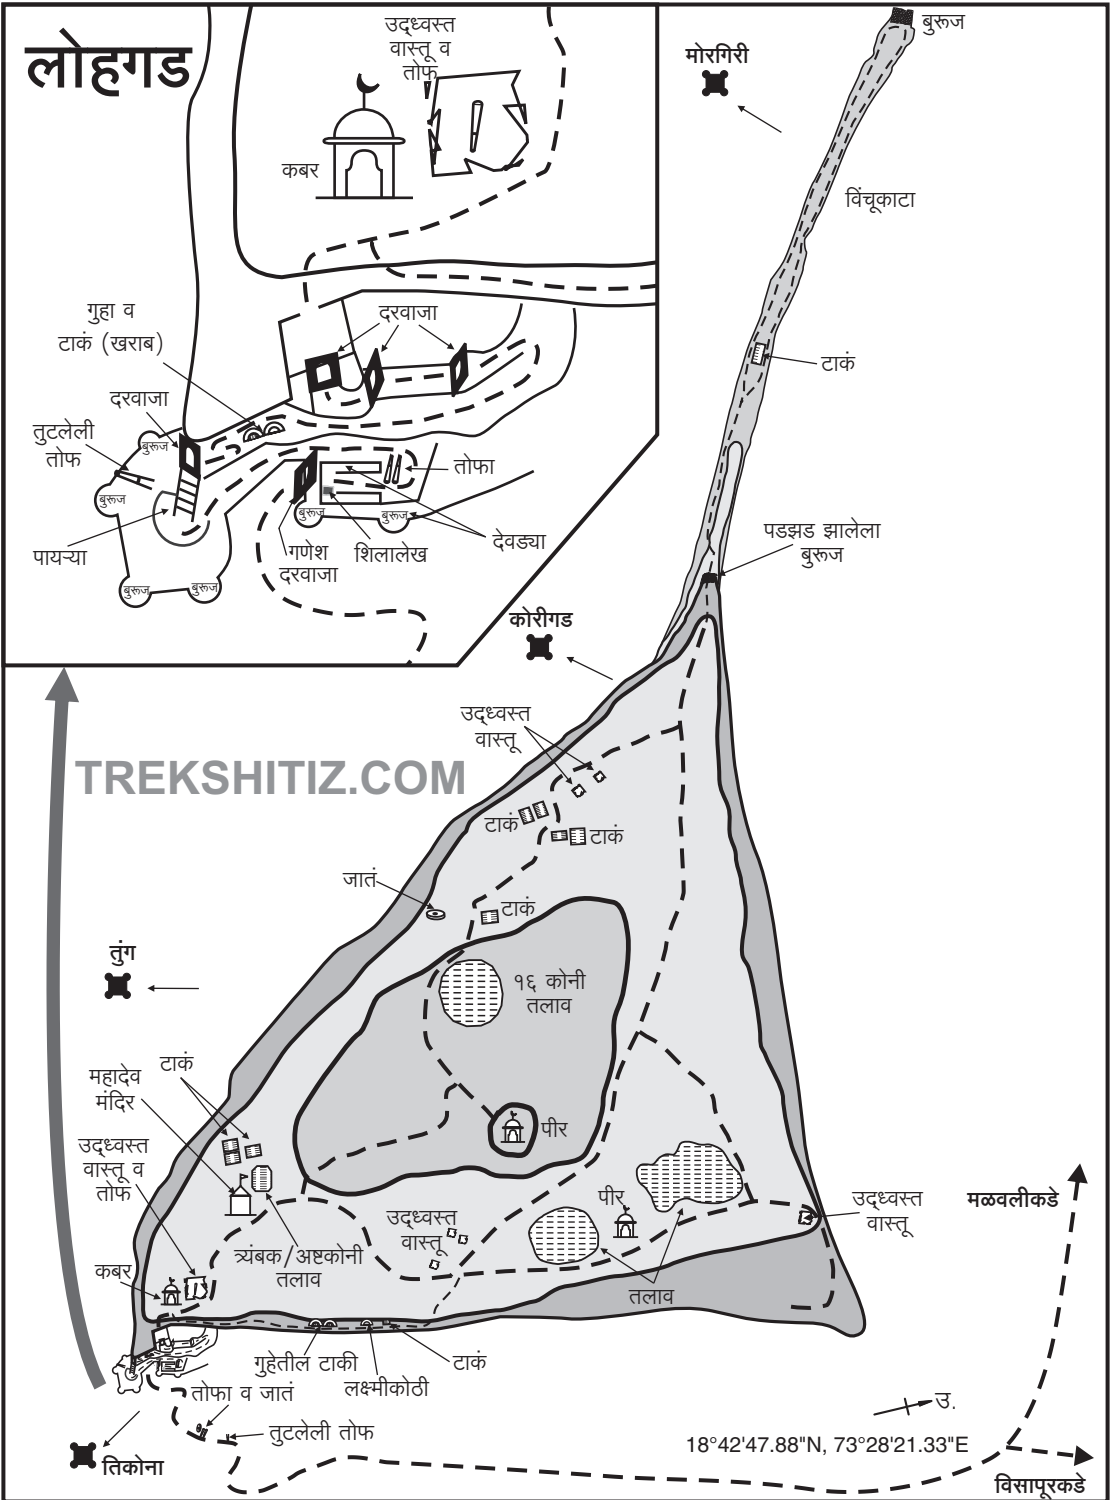 लोहगड
उद्ध्वस्त
वास्तू व
तोफ
कबर
गुहा व
टाकं (खराब)
दरवाजा
दरवाजा
तुटलेली
तोफ
बुरूज
बुरूज
बुरूज
बुरूज
पायऱ्या
तोफा
बुरूज
बुरूज
गणेश
दरवाजा
शिलालेख
देवड्या
बुरूज
मोरगिरी
विंचूकाटा
टाकं
पडझड झालेला
बुरूज
कोरीगड
उद्ध्वस्त
वास्तू
TREKSHITIZ.COM
टाकं
टाकं
जातं
टाकं
तुंग
१६ कोनी
तलाव
टाकं
महादेव
मंदिर
पीर
उद्ध्वस्त
वास्तू व
तोफ
पीर
उद्ध्वस्त
वास्तू
मळवलीकडे
उद्ध्वस्त
वास्तू
त्र्यंबक/अष्टकोनी
तलाव
कबर
तलाव
गुहेतील टाकी
लक्ष्मीकोठी
टाकं
तोफा व जातं
तुटलेली तोफ
तिकोना
उ.
18°42'47.88"N, 73°28'21.33"E
विसापूरकडे